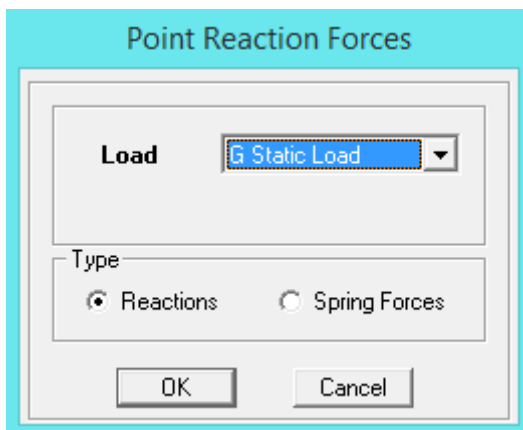 Point Reaction Forces
Load G Static Load
Type
Reactions Spring Forces
OK Cancel